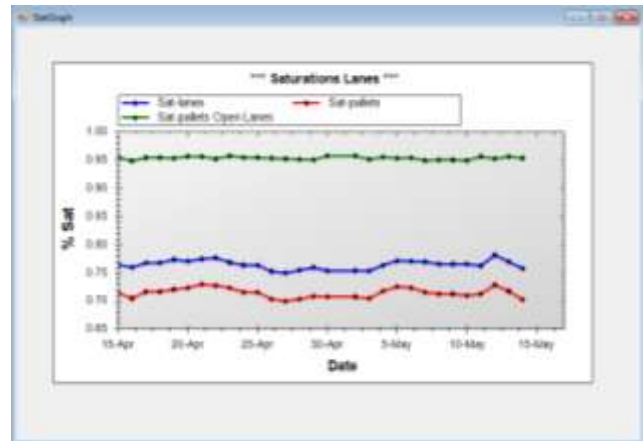 SatGraph
*** Saturations Lanes ***
Sat-lanes Sat-pallets
Sat-pallets Open Lanes
% Sat
1.00
0.95
0.90
0.85
0.80
0.75
0.70
0.65
15-Apr 20-Apr 25-Apr 30-Apr 5-May 10-May 15-May
Date